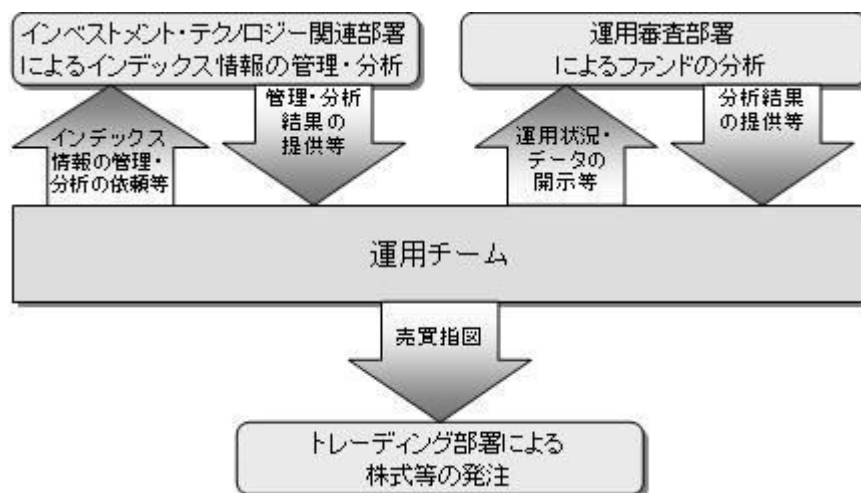 インベストメント・テクノロジー関連部署
によるインデックス情報の管理・分析
運用審査部署
によるファンドの分析
インデックス
情報の管理・
分析の依頼等
管理・分析
結果の
提供等
運用状況・
データの
開示等
分析結果
の提供等
運用チーム
売買指図
トレーディング部署による
株式等の発注